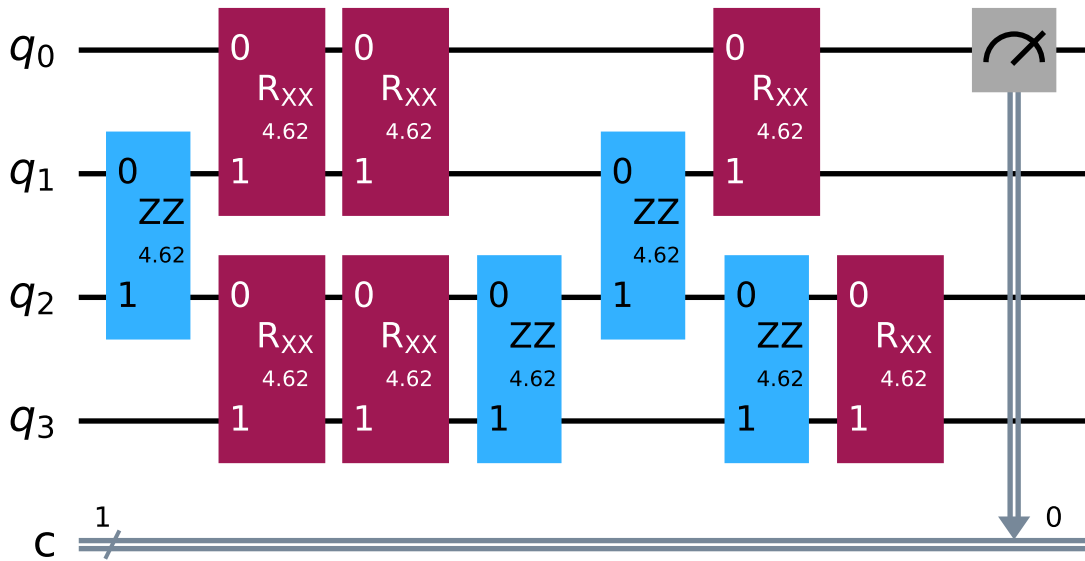 q0
0 0 0
RXX RXX RXX
4.62 4.62 4.62
q1
0 1 1 0 1
ZZ ZZ
4.62 4.62
q2
1 0 0 0 1 0 0
RXX RXX ZZ ZZ RXX
4.62 4.62 4.62 4.62 4.62
q3
1 1 1 1 1
1 0
c